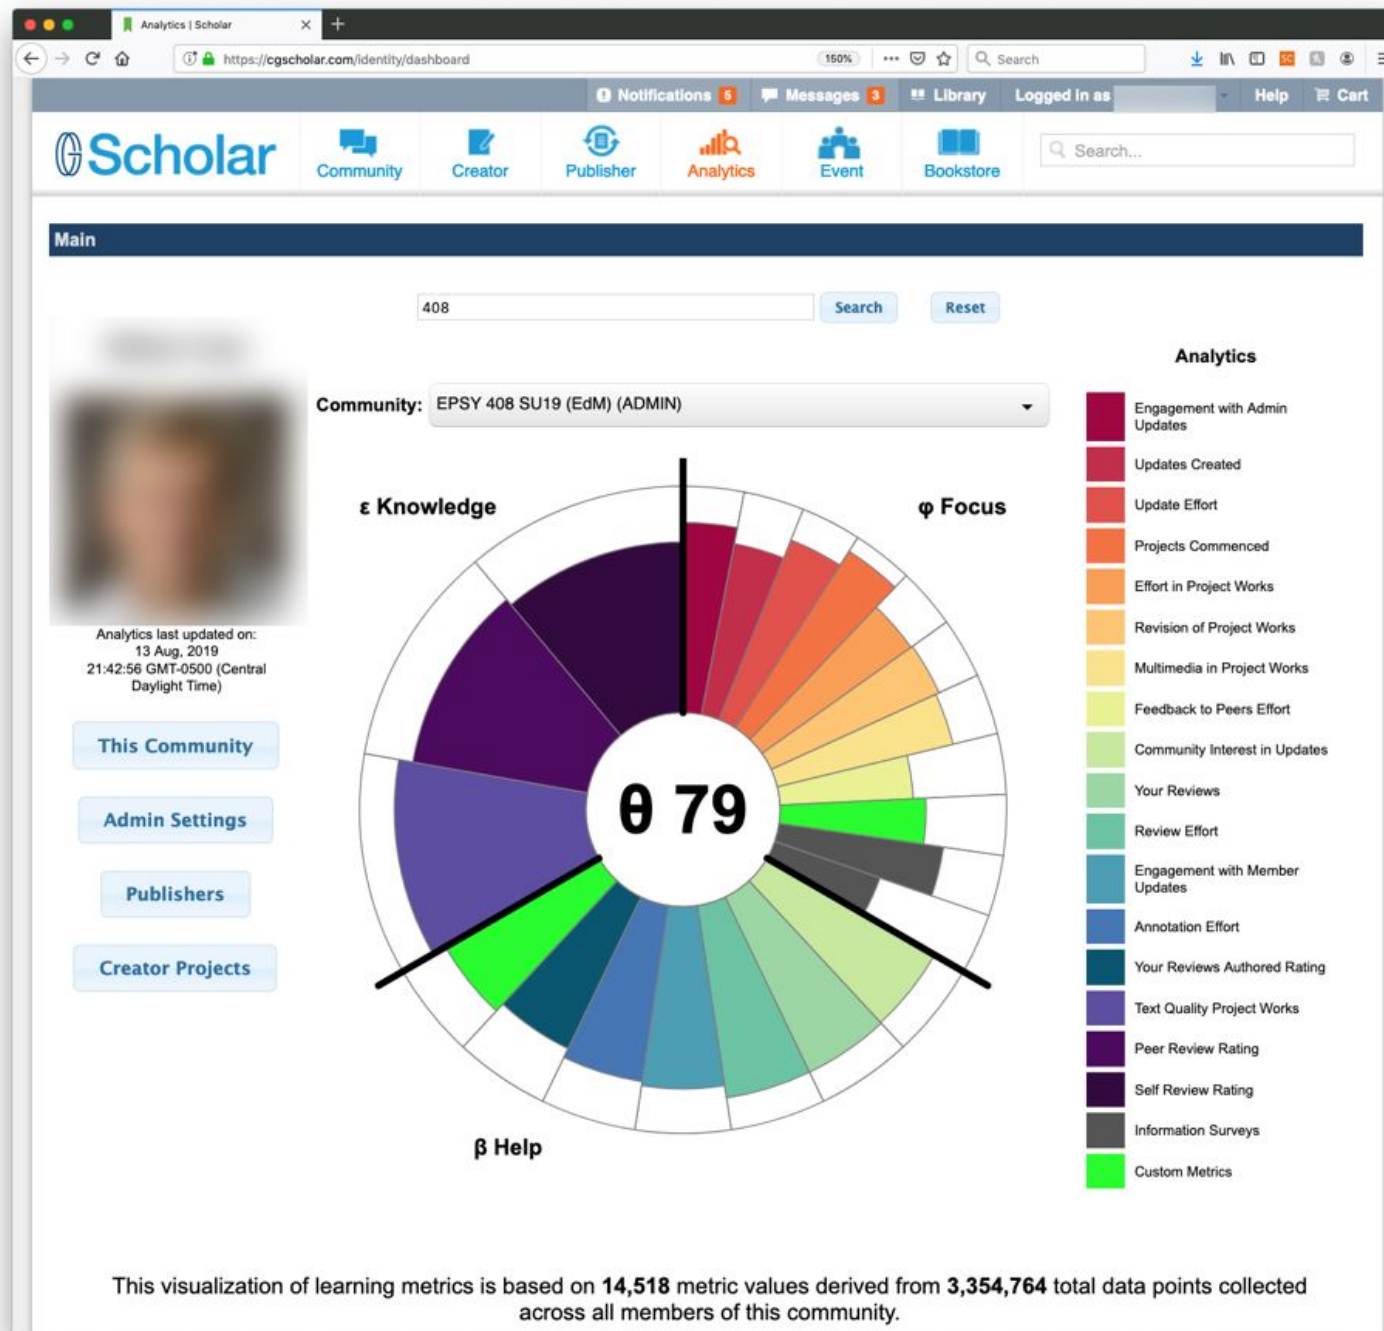 Analytics | Scholar
https://cgscholar.com/identity/dashboard
150%
Search
Notifications 5
Messages 3
Library
Logged in as
Help
Cart
Scholar
Community
Creator
Publisher
Analytics
Event
Bookstore
Search...
Main
408
Search
Reset
Community:
EPSY 408 SU19 (EdM) (ADMIN)
Analytics last updated on:
13 Aug, 2019
21:42:56 GMT-0500 (Central
Daylight Time)
This Community
Admin Settings
Publishers
Creator Projects
ε Knowledge
φ Focus
θ 79
β Help
Analytics
Engagement with Admin
Updates
Updates Created
Update Effort
Projects Commenced
Effort in Project Works
Revision of Project Works
Multimedia in Project Works
Feedback to Peers Effort
Community Interest in Updates
Your Reviews
Review Effort
Engagement with Member
Updates
Annotation Effort
Your Reviews Authored Rating
Text Quality Project Works
Peer Review Rating
Self Review Rating
Information Surveys
Custom Metrics
This visualization of learning metrics is based on 14,518 metric values derived from 3,354,764 total data points collected
across all members of this community.